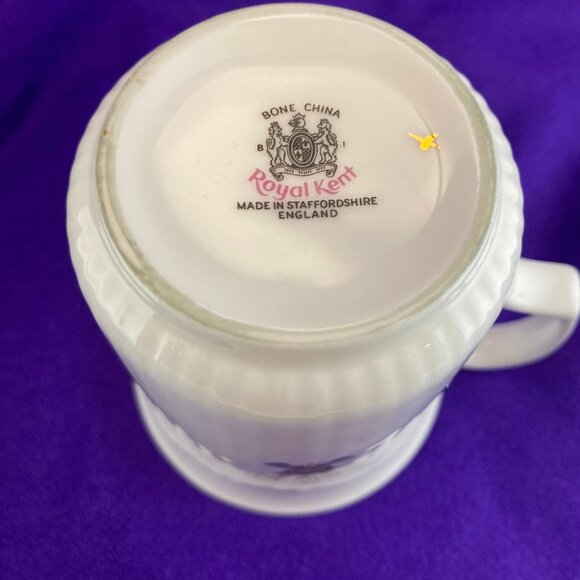 BONE CHINA
B I
Royal Kent
MADE IN STAFFORDSHIRE
ENGLAND